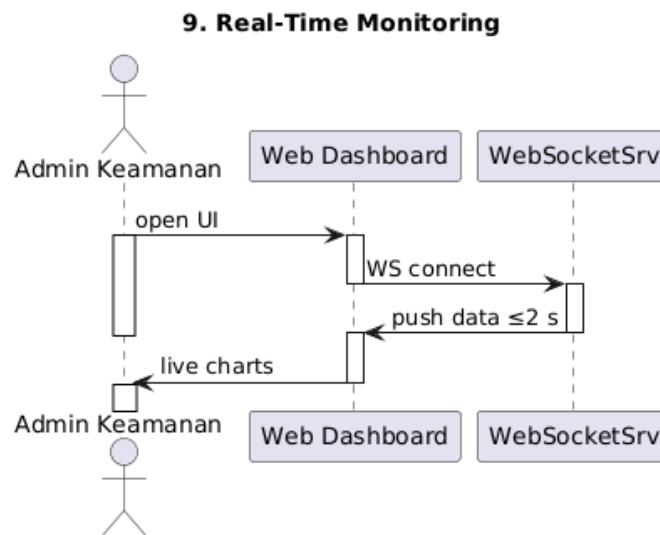 9. Real-Time Monitoring
Admin Keamanan
Web Dashboard
WebSocketSrv
open UI
WS connect
push data ≤2 s
live charts
Admin Keamanan
Web Dashboard
WebSocketSrv